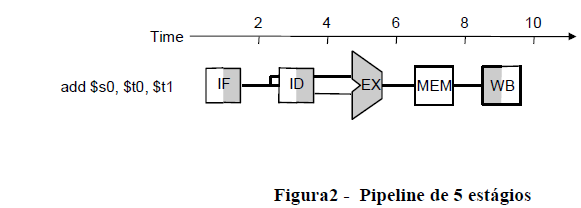 2 4 6 8 10
Time
add $s0, $t0, $t1 IF ID EX MEM WB
Figura2 - Pipeline de 5 estágios